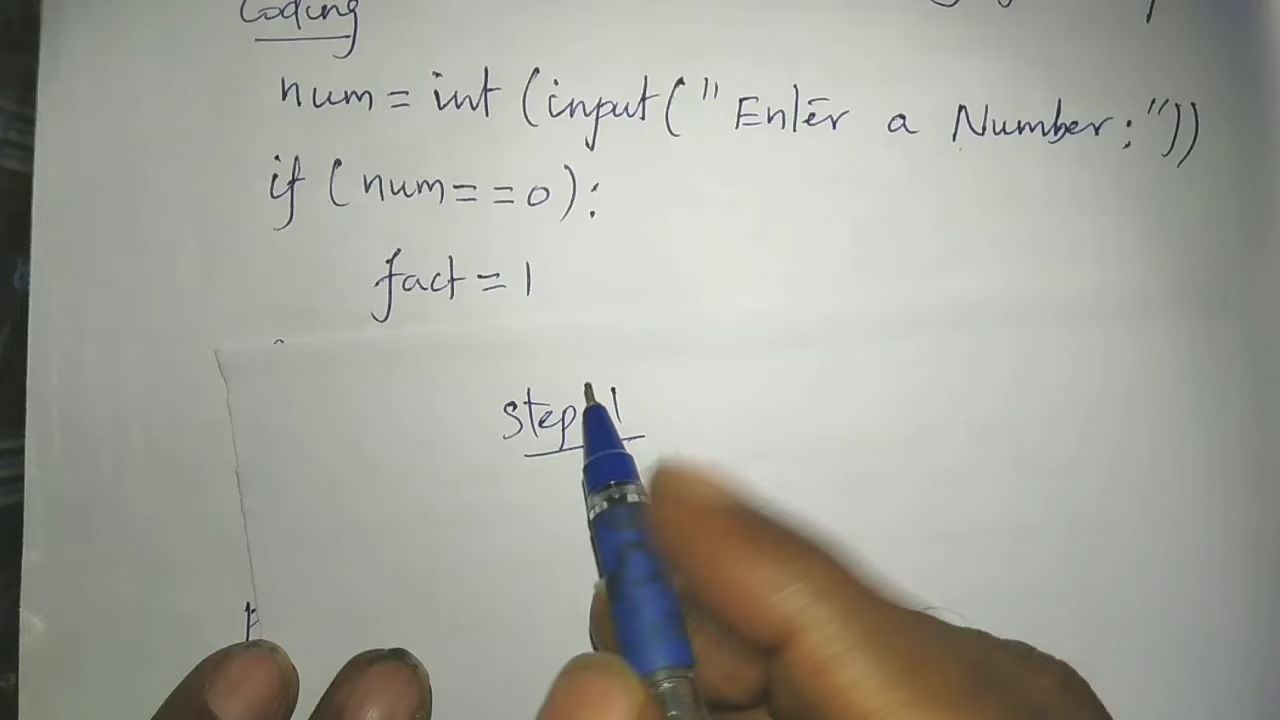 Coding
num = int (input(" Enter a Number : "))
if (num == 0):
fact = 1
step 1